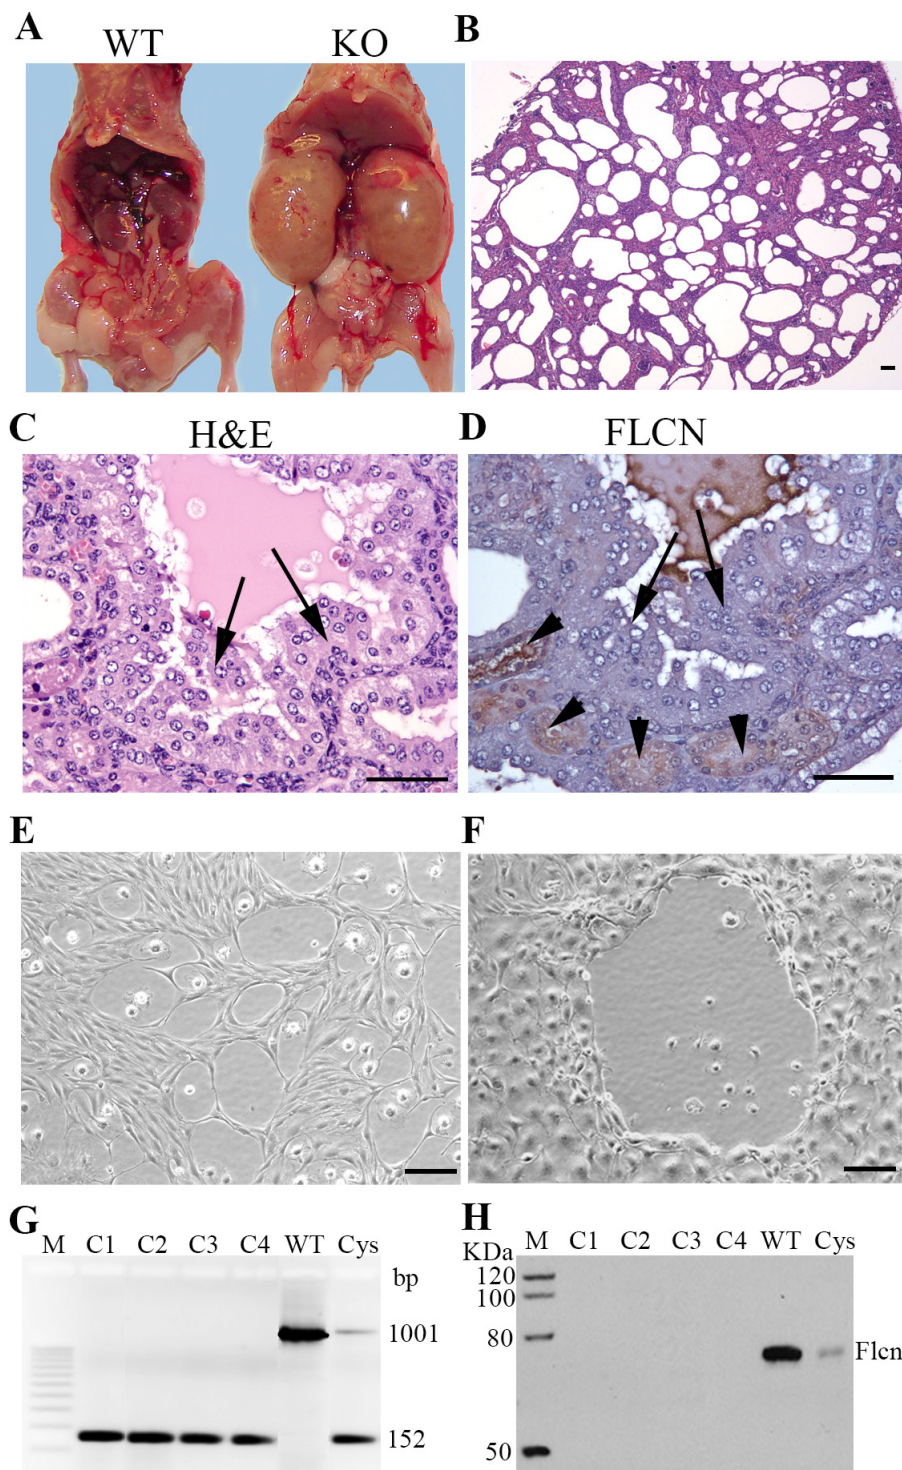 A
WT
KO
B
C
H&E
D
FLCN
E
F
G
M C1 C2 C3 C4 WT Cys
bp
1001
152
H
KDa M C1 C2 C3 C4 WT Cys
120
100
80
Flcn
50